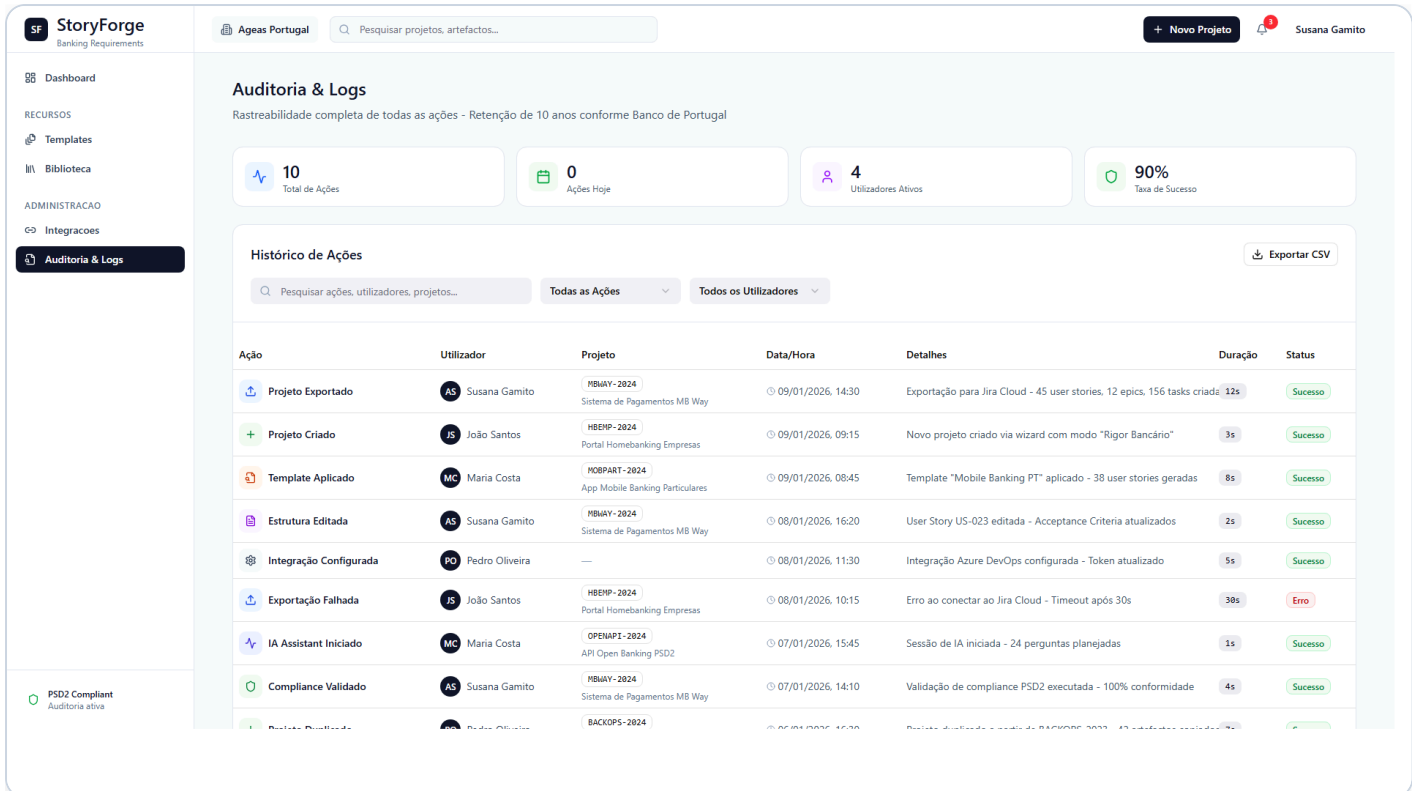 SF
StoryForge
Banking Requirements
Ageas Portugal
Pesquisar projetos, artefactos...
+ Novo Projeto
3
Susana Gamito
Dashboard
RECURSOS
Templates
Biblioteca
ADMINISTRACAO
Integracoes
Auditoria & Logs
PSD2 Compliant
Auditoria ativa
Auditoria & Logs
Rastreabilidade completa de todas as ações - Retenção de 10 anos conforme Banco de Portugal
10
Total de Ações
0
Ações Hoje
4
Utilizadores Ativos
90%
Taxa de Sucesso
Histórico de Ações
Exportar CSV
Pesquisar ações, utilizadores, projetos...
Todas as Ações
Todos os Utilizadores
Ação Utilizador Projeto Data/Hora Detalhes Duração Status
Projeto Exportado AS Susana Gamito MBWAY-2024 09/01/2026, 14:30 Exportação para Jira Cloud - 45 user stories, 12 epics, 156 tasks criada 12s Sucesso
Sistema de Pagamentos MB Way
Projeto Criado JS João Santos HBEMP-2024 09/01/2026, 09:15 Novo projeto criado via wizard com modo "Rigor Bancário" 3s Sucesso
Portal Homebanking Empresas
Template Aplicado MC Maria Costa MOBPART-2024 09/01/2026, 08:45 Template "Mobile Banking PT" aplicado - 38 user stories geradas 8s Sucesso
App Mobile Banking Particulares
Estrutura Editada AS Susana Gamito MBWAY-2024 08/01/2026, 16:20 User Story US-023 editada - Acceptance Criteria atualizados 2s Sucesso
Sistema de Pagamentos MB Way
Integração Configurada PO Pedro Oliveira — 08/01/2026, 11:30 Integração Azure DevOps configurada - Token atualizado 5s Sucesso
Exportação Falhada JS João Santos HBEMP-2024 08/01/2026, 10:15 Erro ao conectar ao Jira Cloud - Timeout após 30s 30s Erro
Portal Homebanking Empresas
IA Assistant Iniciado MC Maria Costa OPENAPI-2024 07/01/2026, 15:45 Sessão de IA iniciada - 24 perguntas planejadas 1s Sucesso
API Open Banking PSD2
Compliance Validado AS Susana Gamito MBWAY-2024 07/01/2026, 14:10 Validação de compliance PSD2 executada - 100% conformidade 4s Sucesso
Sistema de Pagamentos MB Way
Projeto Duplicado Pedro Oliveira BACKOPS-2024